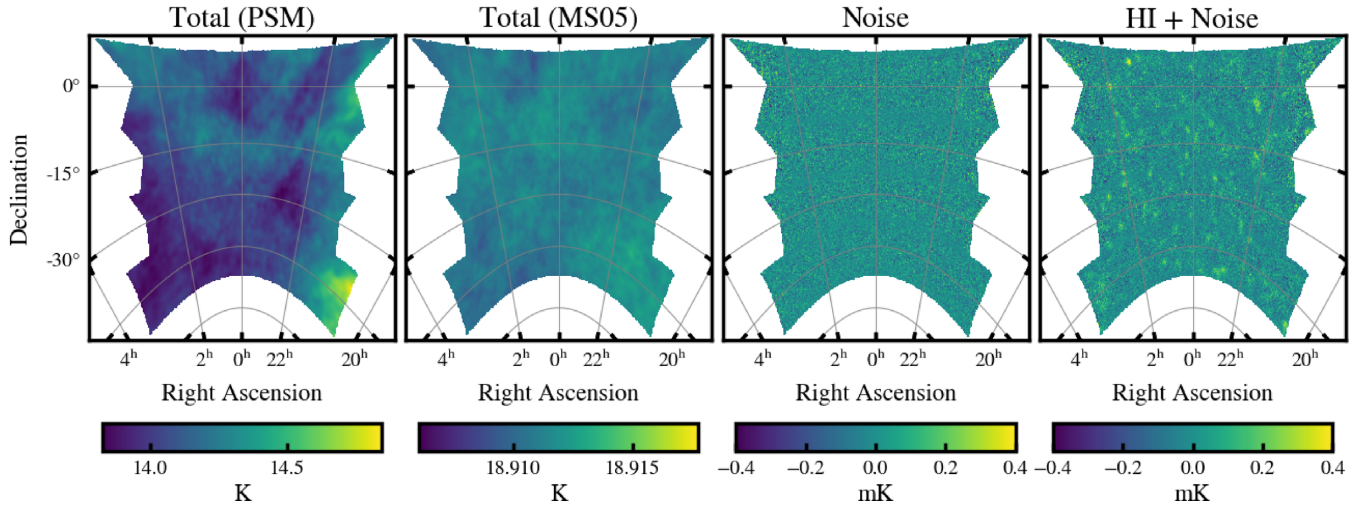 Total (PSM) Total (MS05) Noise HI + Noise
0°
-15°
-30°
Declination
4h 2h 0h 22h 20h 4h 2h 0h 22h 20h 4h 2h 0h 22h 20h 4h 2h 0h 22h 20h
Right Ascension Right Ascension Right Ascension Right Ascension
14.0 14.5 18.910 18.915 −0.4 −0.2 0.0 0.2 0.4 −0.4 −0.2 0.0 0.2 0.4
K K mK mK